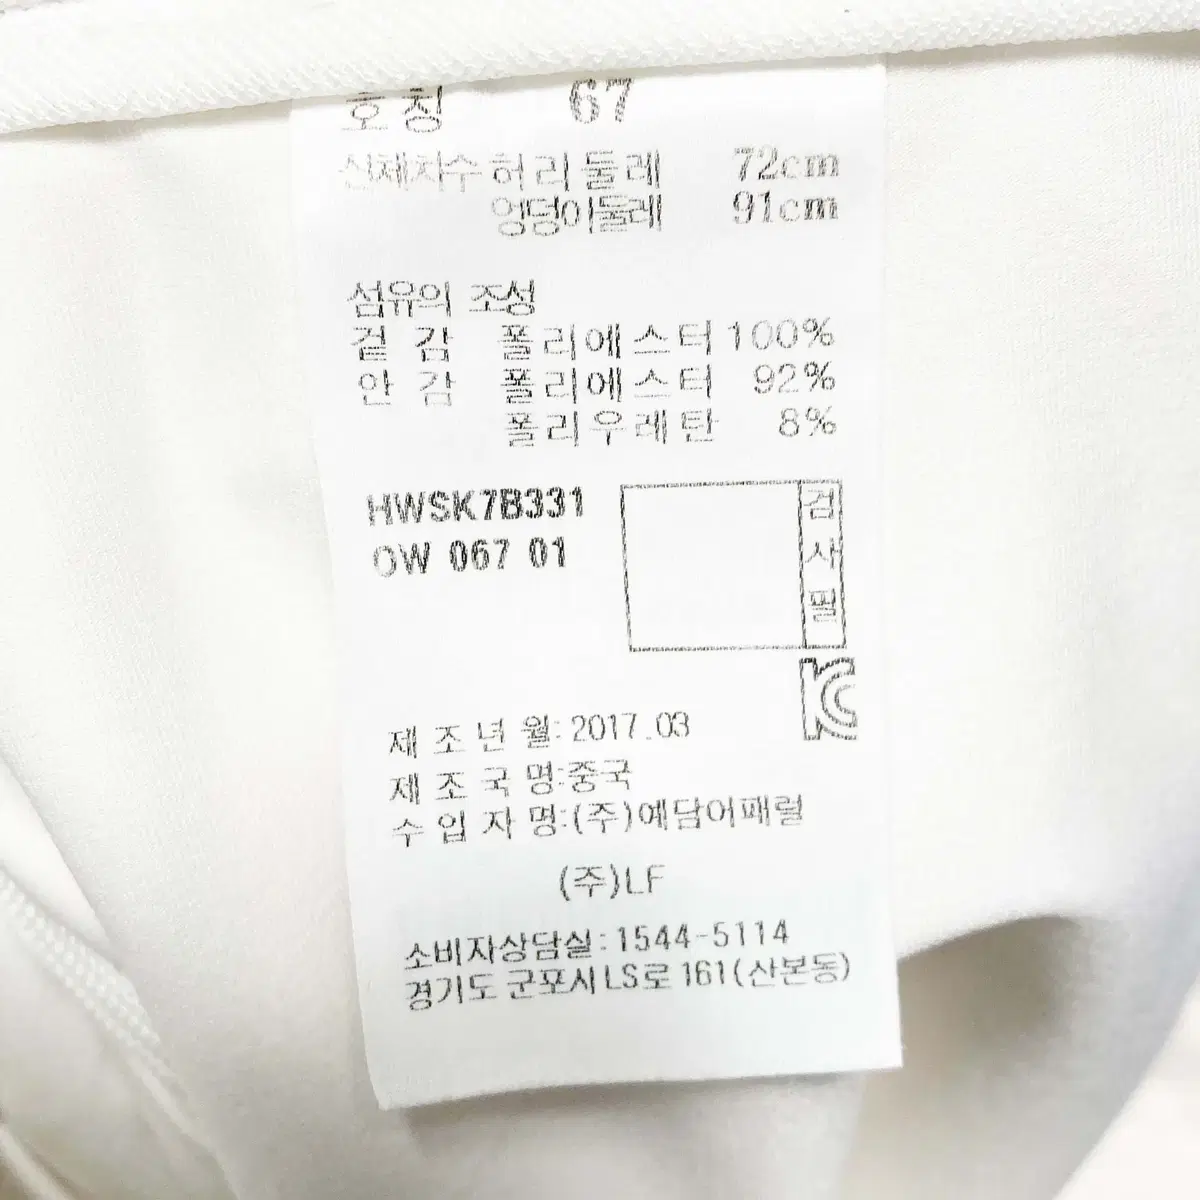 호칭 67
신체치수 허리둘레 72cm
엉덩이둘레 91cm
섬유의 조성
겉감 폴리에스터 100%
안감 폴리에스터 92%
폴리우레탄 8%
HWSK7B331
OW 067 01
검사필
KC
제조년월: 2017.03
제조국명:중국
수입자명:(주)예담어패럴
(주)LF
소비자상담실: 1544-5114
경기도 군포시 LS로 161(산본동)